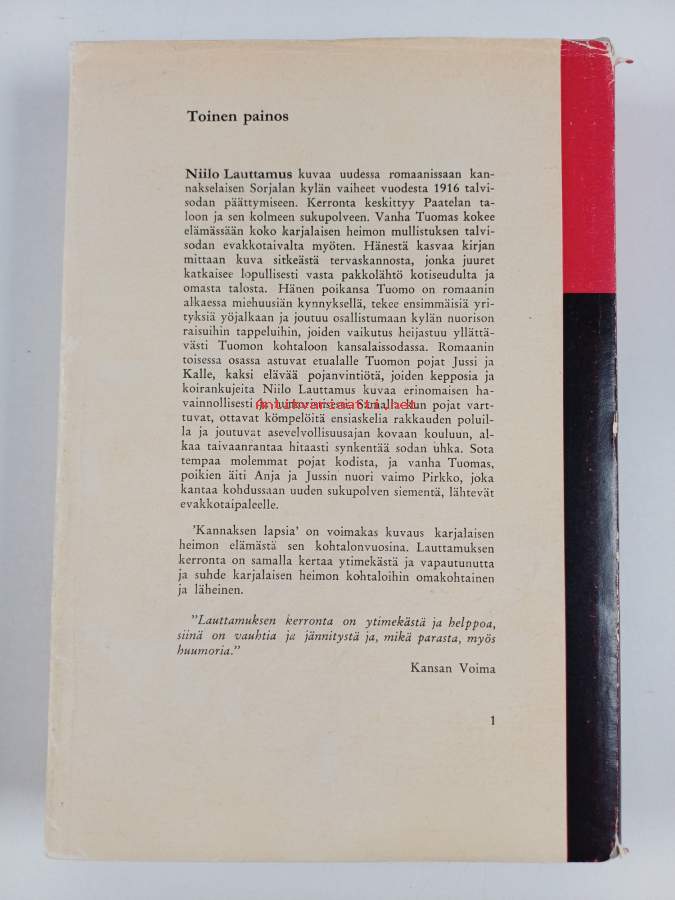 Toinen painos
Niilo Lauttamus kuvaa uudessa romaanissaan kan-
nakselaisen Sorjalan kylän vaiheet vuodesta 1916 talvi-
sodan päättymiseen. Kerronta keskittyy Paatelan ta-
loon ja sen kolmeen sukupolveen. Vanha Tuomas kokee
elämässään koko karjalaisen heimon mullistuksen talvi-
sodan evakkotaivalta myöten. Hänestä kasvaa kirjan
mittaan kuva sitkeästä tervaskannosta, jonka juuret
katkaisee lopullisesti vasta pakkolähtö kotiseudulta ja
omasta talosta. Hänen poikansa Tuomo on romaanin
alkaessa miehuusiän kynnyksellä, tekee ensimmäisiä yri-
tyksiä yöjalkaan ja joutuu osallistumaan kylän nuorison
raisuihin tappeluihin, joiden vaikutus heijastuu yllättä-
västi Tuomon kohtaloon kansalaissodassa. Romaanin
toisessa osassa astuvat etualalle Tuomon pojat Jussi ja
Kalle, kaksi elävää pojanvintiötä, joiden kepposia ja
koirankujeita Niilo Lauttamus kuvaa erinomaisen ha-
vainnollisesti
Antikvariaatti.net
kun pojat vart-
tuvat, ottavat kömpelöitä ensiaskelia rakkauden poluil-
la ja joutuvat asevelvollisuusajan kovaan kouluun, al-
kaa taivaanrantaa hitaasti synkentää sodan uhka. Sota
tempaa molemmat pojat kodista, ja vanha Tuomas,
poikien äiti Anja ja Jussin nuori vaimo Pirkko, joka
kantaa kohdussaan uuden sukupolven siementä, lähtevät
evakkotaipaleelle.
'Kannaksen lapsia' on voimakas kuvaus karjalaisen
heimon elämästä sen kohtalonvuosina. Lauttamuksen
kerronta on samalla kertaa ytimekästä ja vapautunutta
ja suhde karjalaisen heimon kohtaloihin omakohtainen
ja läheinen.
"Lauttamuksen kerronta on ytimekästä ja helppoa,
siinä on vauhtia ja jännitystä ja, mikä parasta, myös
huumoria."
Kansan Voima
1